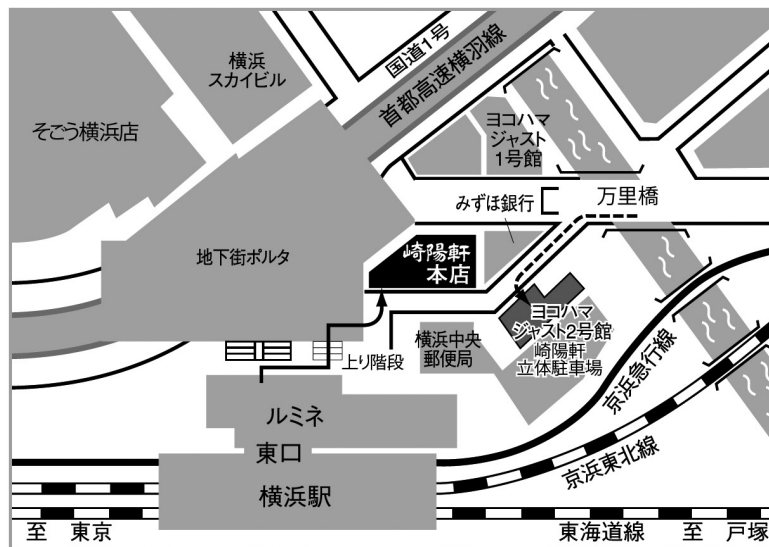 横浜
スカイビル
国道1号
首都高速横羽線
そごう横浜店
ヨコハマ
ジャスト
1号館
みずほ銀行
万里橋
地下街ポルタ
崎陽軒
本店
上り階段
横浜中央
郵便局
ヨコハマ
ジャスト2号館
崎陽軒
立体駐車場
京浜急行線
京浜東北線
ルミネ
東口
横浜駅
至 東京
東海道線 至 戸塚